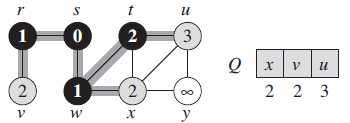 r s t u
1 0 2 3
Q x v u
2 1 2 ∞ 2 2 3
v w x y